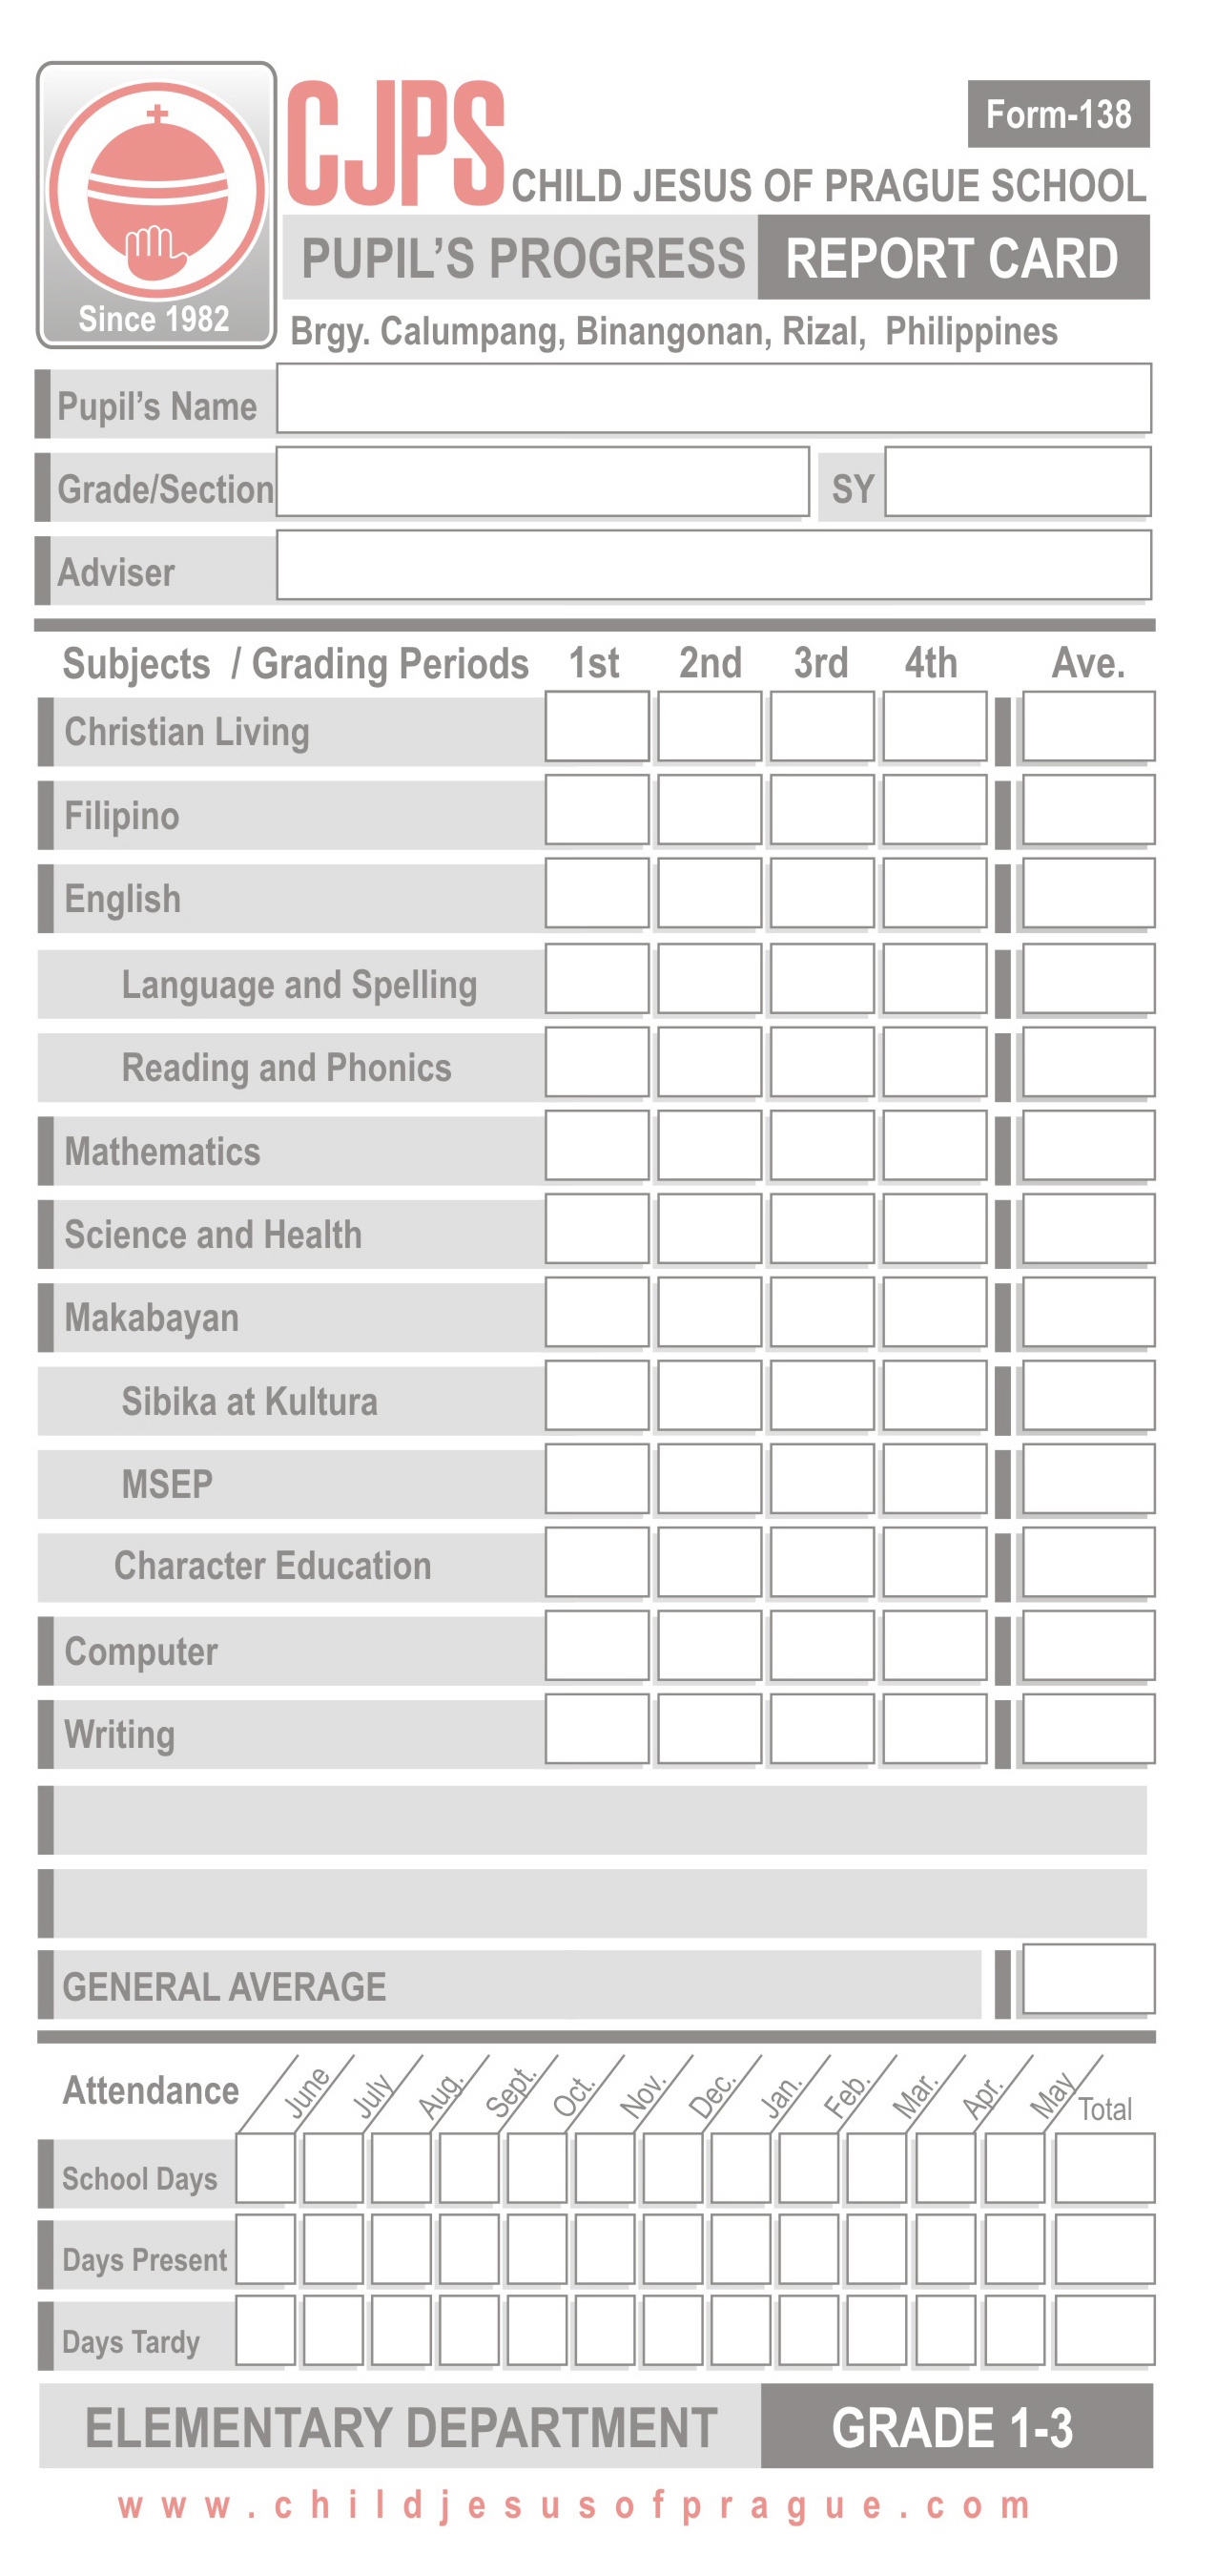 CJPS
Form-138
CHILD JESUS OF PRAGUE SCHOOL
PUPIL’S PROGRESS REPORT CARD
Since 1982
Brgy. Calumpang, Binangonan, Rizal, Philippines
Pupil’s Name
Grade/Section SY
Adviser
Subjects / Grading Periods 1st 2nd 3rd 4th Ave.
Christian Living
Filipino
English
Language and Spelling
Reading and Phonics
Mathematics
Science and Health
Makabayan
Sibika at Kultura
MSEP
Character Education
Computer
Writing
GENERAL AVERAGE
Attendance June July Aug. Sept. Oct. Nov. Dec. Jan. Feb. Mar. Apr. May Total
School Days
Days Present
Days Tardy
ELEMENTARY DEPARTMENT GRADE 1-3
www.childjesusofprague.com